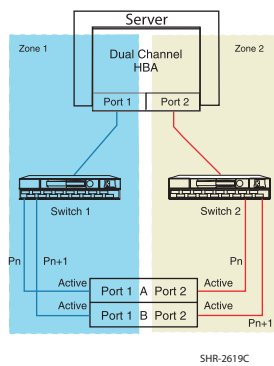 Server
Zone 1
Zone 2
Dual Channel
HBA
Port 1
Port 2
Switch 1
Switch 2
Pn
Pn+1
Pn
Active
Port 1 A Port 2
Active
Active
Port 1 B Port 2
Active
Pn+1
SHR-2619C